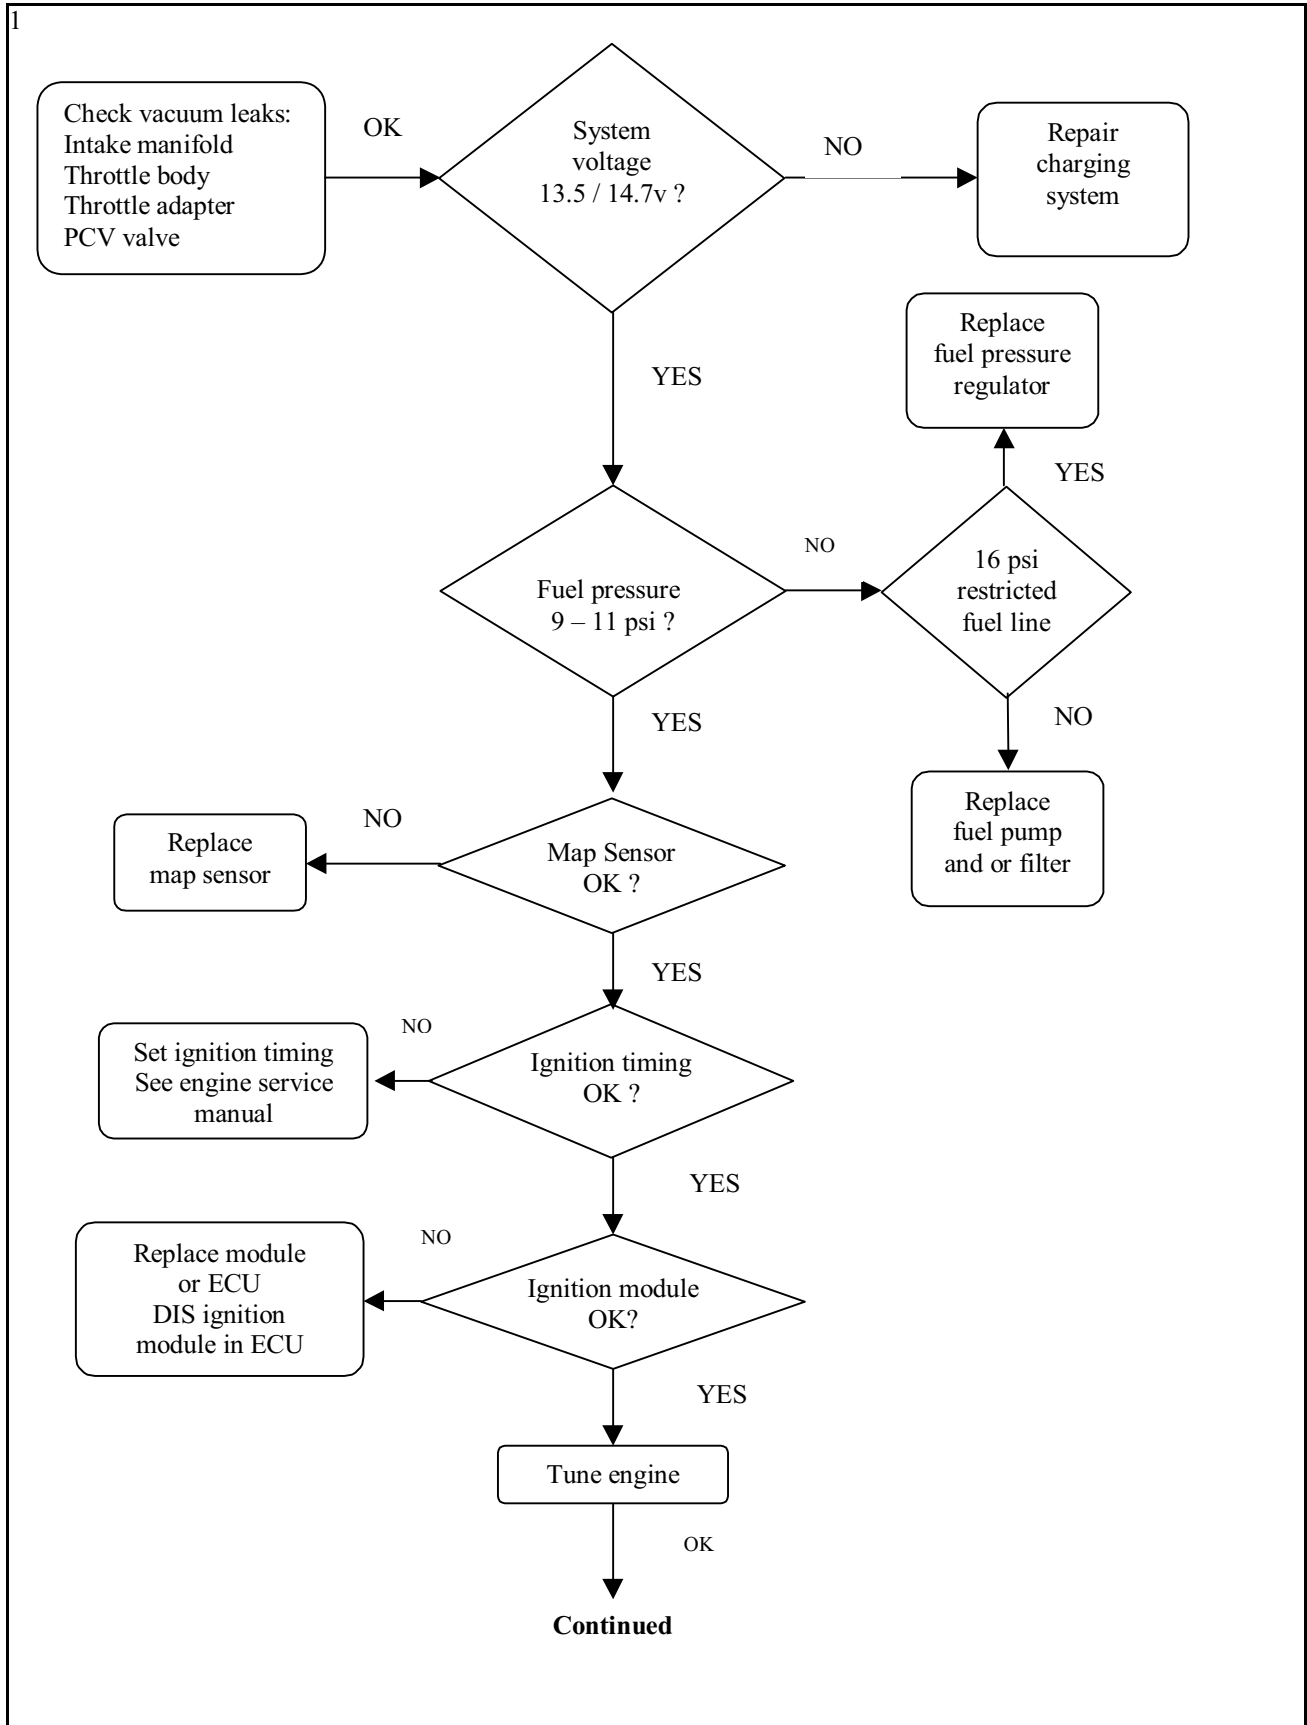 1
Check vacuum leaks:
Intake manifold
Throttle body
Throttle adapter
PCV valve
OK
System
voltage
13.5 / 14.7v ?
NO
Repair
charging
system
YES
Replace
fuel pressure
regulator
YES
Fuel pressure
9 – 11 psi ?
NO
16 psi
restricted
fuel line
NO
Replace
fuel pump
and or filter
YES
Map Sensor
OK ?
NO
Replace
map sensor
YES
Ignition timing
OK ?
NO
Set ignition timing
See engine service
manual
YES
Ignition module
OK?
NO
Replace module
or ECU
DIS ignition
module in ECU
YES
Tune engine
OK
Continued